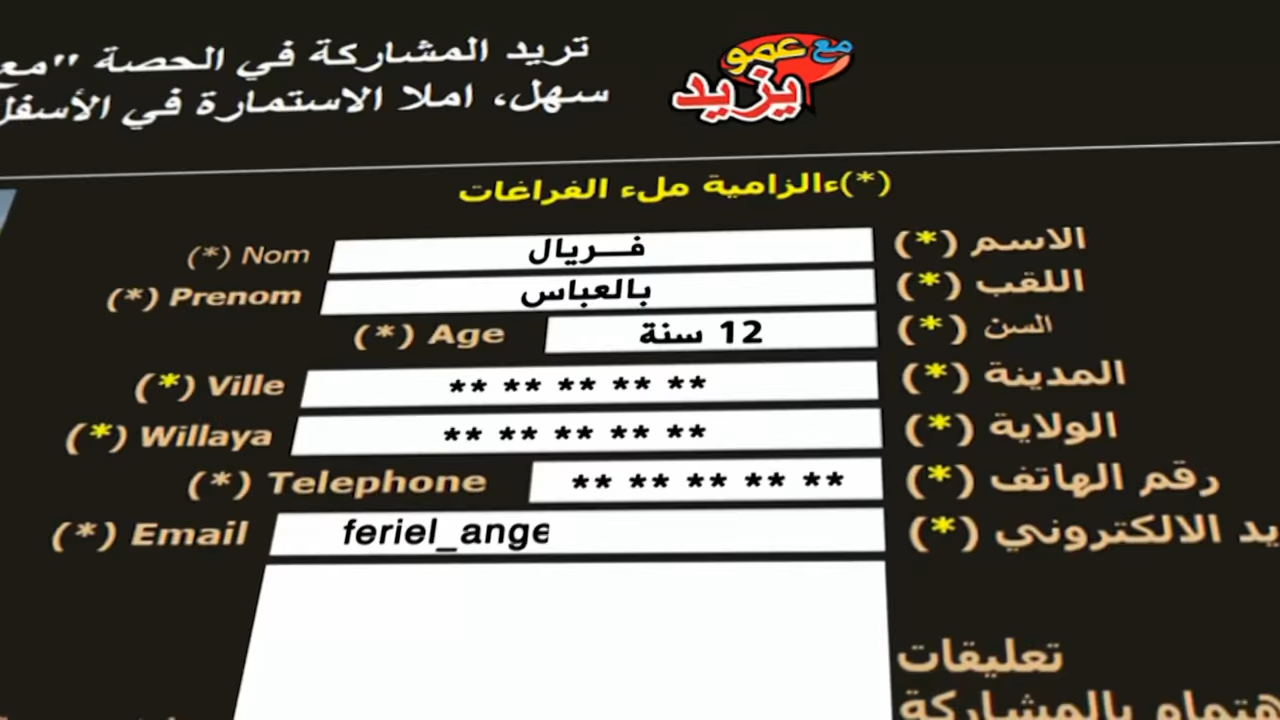 مع عمو يزيد
تريد المشاركة في الحصة "مع
سهل، املا الاستمارة في الأسفل
(*)ءالزامية ملء الفراغات
الاسم (*) فـــريال Nom (*)
اللقب (*) بالعباس Prenom (*)
السن (*) 12 سنة Age (*)
المدينة (*) ** ** ** ** ** Ville (*)
الولاية (*) ** ** ** ** ** Willaya (*)
رقم الهاتف (*) ** ** ** ** ** Telephone (*)
يد الالكتروني (*) feriel_ange Email (*)
تعليقات
هتمام بالمشاركة